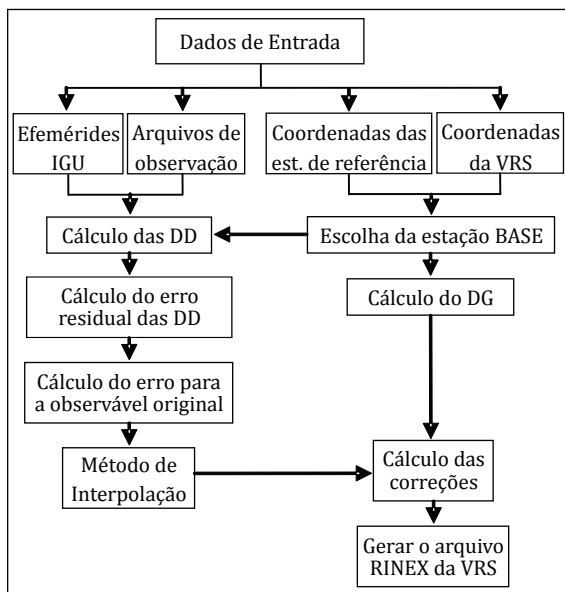 Dados de Entrada
Efemérides
IGU
Arquivos de
observação
Coordenadas das
est. de referência
Coordenadas
da VRS
Cálculo das DD
Escolha da estação BASE
Cálculo do erro
residual das DD
Cálculo do DG
Cálculo do erro para
a observável original
Método de
Interpolação
Cálculo das
correções
Gerar o arquivo
RINEX da VRS